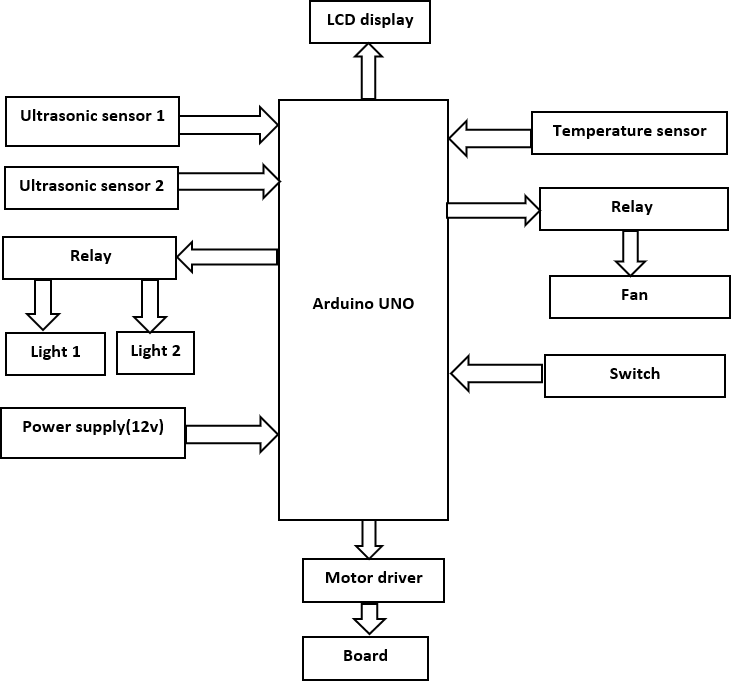 LCD display
Ultrasonic sensor 1
Temperature sensor
Ultrasonic sensor 2
Relay
Relay
Arduino UNO
Fan
Light 1
Light 2
Switch
Power supply(12v)
Motor driver
Board